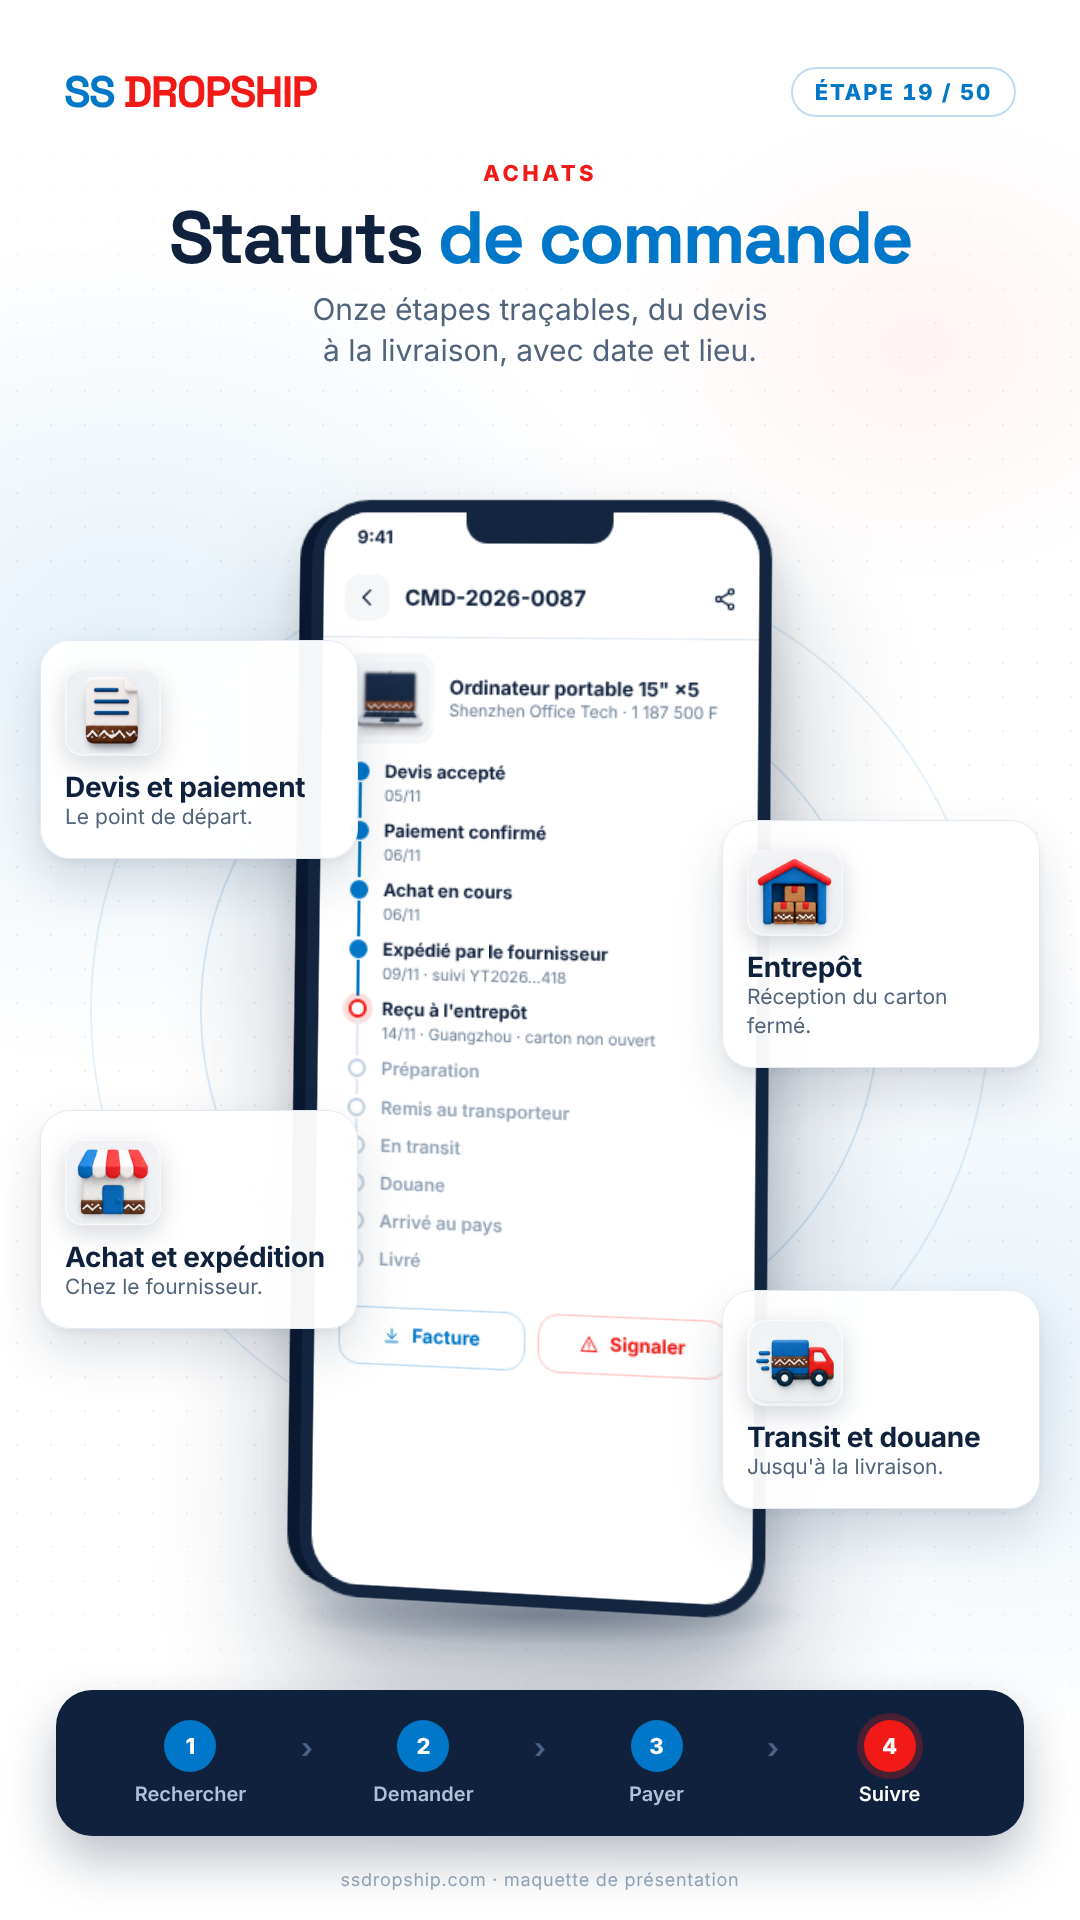 SS DROPSHIP
ÉTAPE 19 / 50
ACHATS
Statuts de commande
Onze étapes traçables, du devis
à la livraison, avec date et lieu.
9:41
CMD-2026-0087
Ordinateur portable 15" ×5
Shenzhen Office Tech · 1 187 500 F
Devis et paiement
Le point de départ.
Devis accepté
05/11
Paiement confirmé
06/11
Achat en cours
06/11
Expédié par le fournisseur
09/11 · suivi YT2026...418
Reçu à l'entrepôt
14/11 · Guangzhou · carton non ouvert
Entrepôt
Réception du carton
fermé.
Préparation
Remis au transporteur
En transit
Douane
Arrivé au pays
Livré
Achat et expédition
Chez le fournisseur.
Facture
Signaler
Transit et douane
Jusqu'à la livraison.
1
›
2
›
3
›
4
Rechercher
Demander
Payer
Suivre
ssdropship.com · maquette de présentation